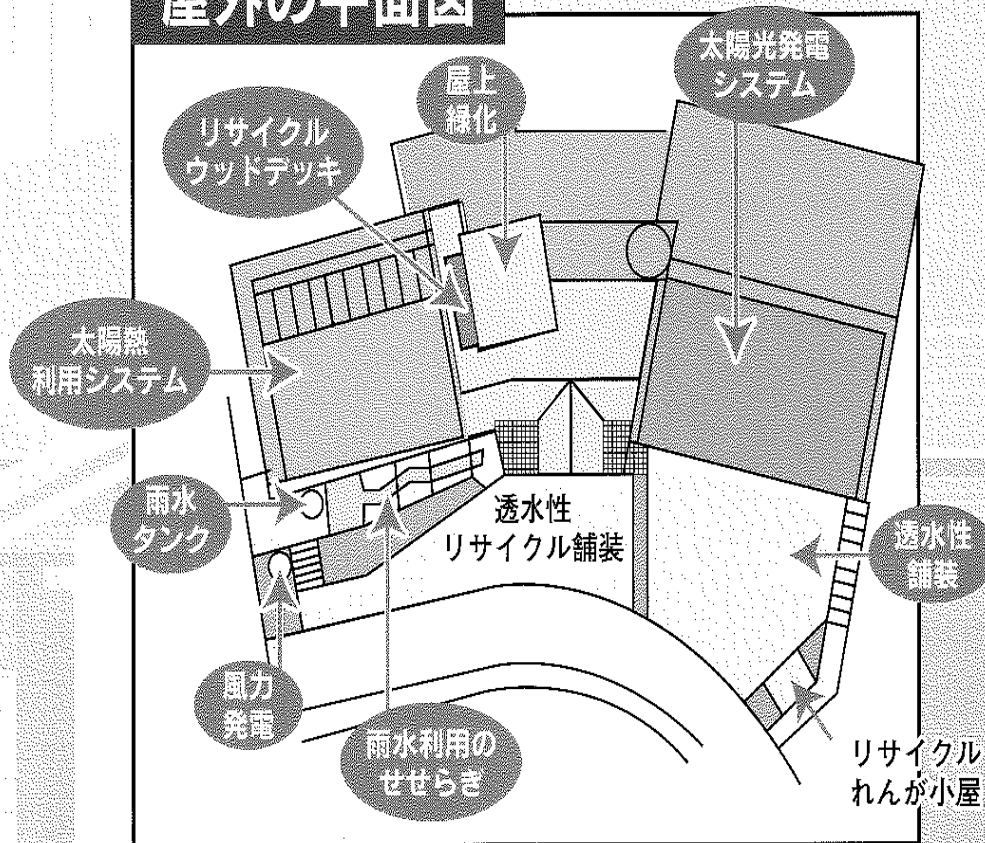 屋外の平面図
太陽光発電
システム
屋上
緑化
リサイクル
ウッドデッキ
太陽熱
利用システム
雨水
タンク
透水性
リサイクル舗装
透水性
舗装
風力
発電
雨水利用の
せせらぎ
リサイクル
れんが小屋